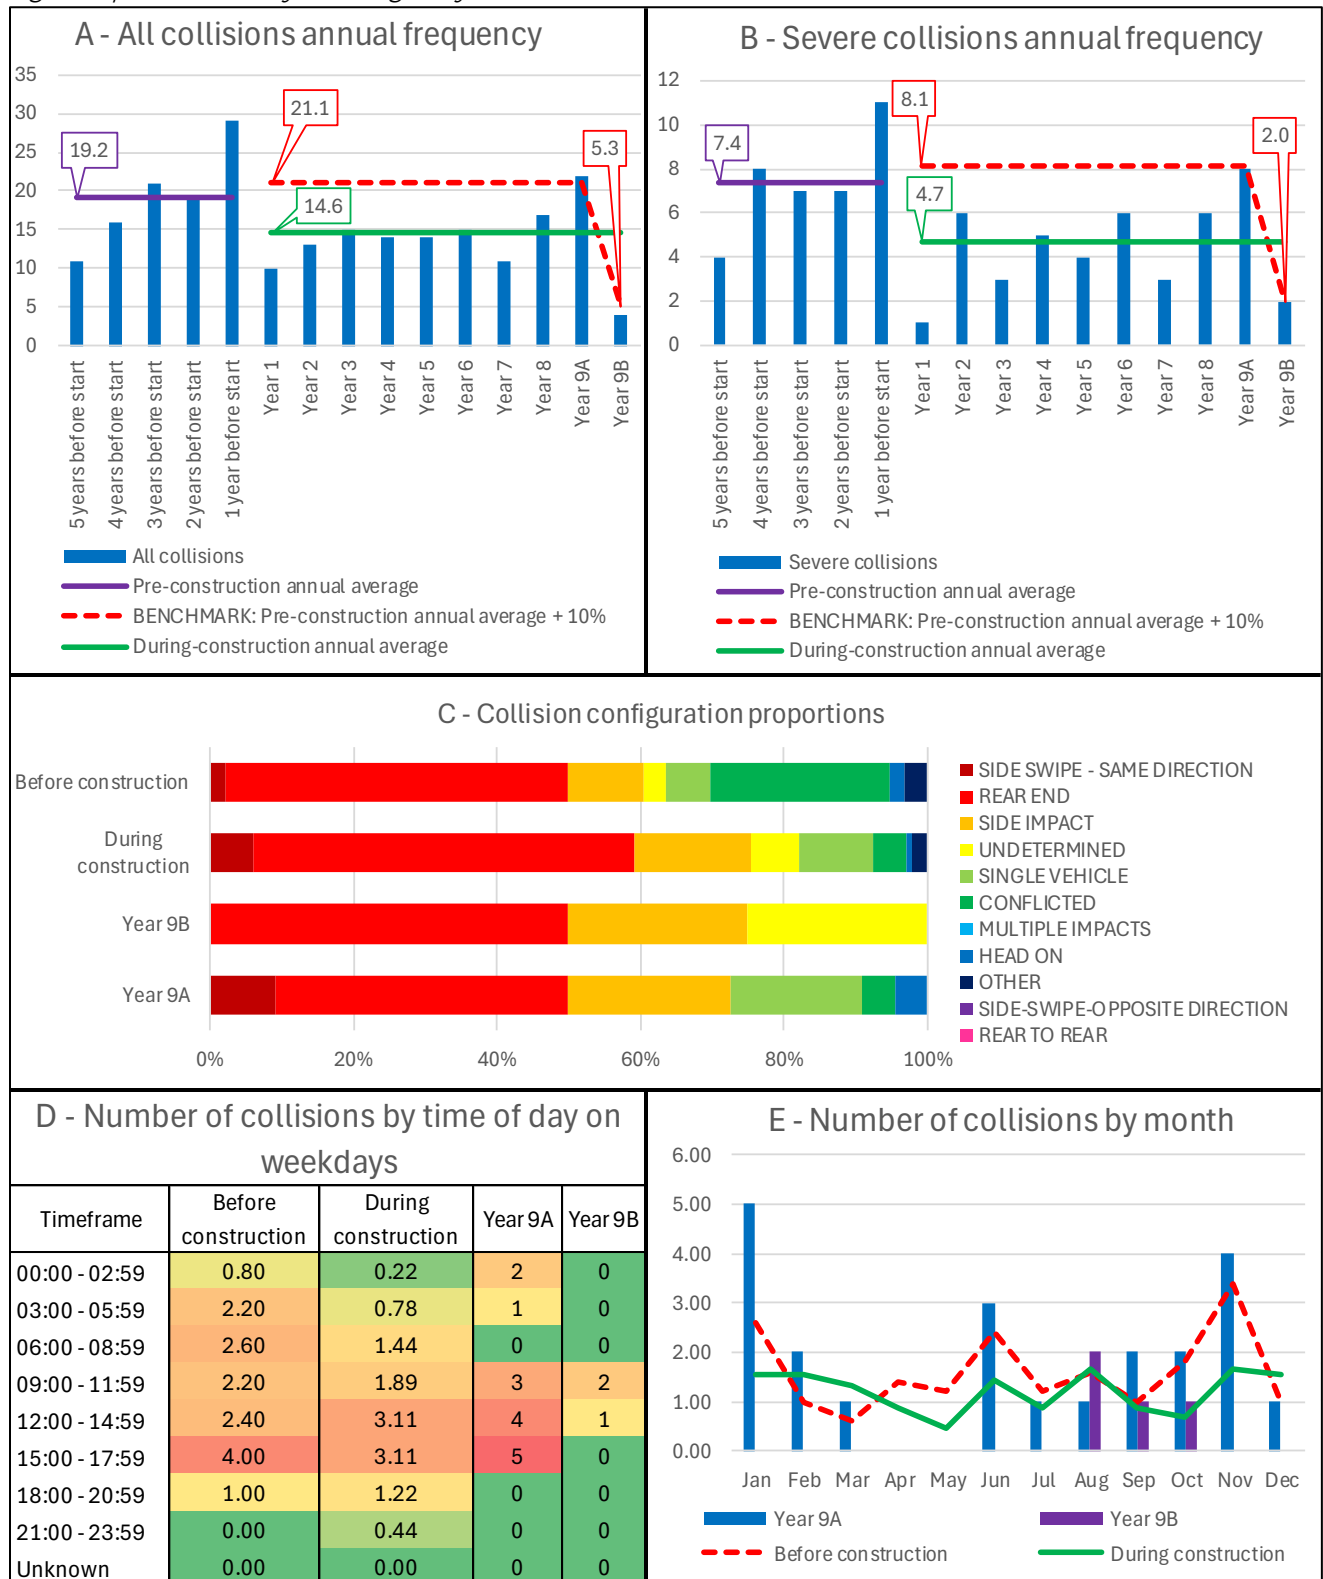 A - All collisions annual frequency
35
30
25
20
15
10
5
0
19.2
21.1
14.6
5.3
5 years before start
4 years before start
3 years before start
2 years before start
1 year before start
Year 1
Year 2
Year 3
Year 4
Year 5
Year 6
Year 7
Year 8
Year 9A
Year 9B
All collisions
Pre-construction annual average
BENCHMARK: Pre-construction annual average + 10%
During-construction annual average
B - Severe collisions annual frequency
12
10
8
6
4
2
0
7.4
8.1
4.7
2.0
5 years before start
4 years before start
3 years before start
2 years before start
1 year before start
Year 1
Year 2
Year 3
Year 4
Year 5
Year 6
Year 7
Year 8
Year 9A
Year 9B
Severe collisions
Pre-construction annual average
BENCHMARK: Pre-construction annual average + 10%
During-construction annual average
C - Collision configuration proportions
Before construction
During
construction
Year 9B
Year 9A
0% 20% 40% 60% 80% 100%
SIDE SWIPE - SAME DIRECTION
REAR END
SIDE IMPACT
UNDETERMINED
SINGLE VEHICLE
CONFLICTED
MULTIPLE IMPACTS
HEAD ON
OTHER
SIDE-SWIPE-OPPOSITE DIRECTION
REAR TO REAR
D - Number of collisions by time of day on
weekdays
Timeframe Before construction During construction Year 9A Year 9B
00:00 - 02:59 0.80 0.22 2 0
03:00 - 05:59 2.20 0.78 1 0
06:00 - 08:59 2.60 1.44 0 0
09:00 - 11:59 2.20 1.89 3 2
12:00 - 14:59 2.40 3.11 4 1
15:00 - 17:59 4.00 3.11 5 0
18:00 - 20:59 1.00 1.22 0 0
21:00 - 23:59 0.00 0.44 0 0
Unknown 0.00 0.00 0 0
E - Number of collisions by month
6.00
5.00
4.00
3.00
2.00
1.00
0.00
Jan Feb Mar Apr May Jun Jul Aug Sep Oct Nov Dec
Year 9A
Year 9B
Before construction
During construction